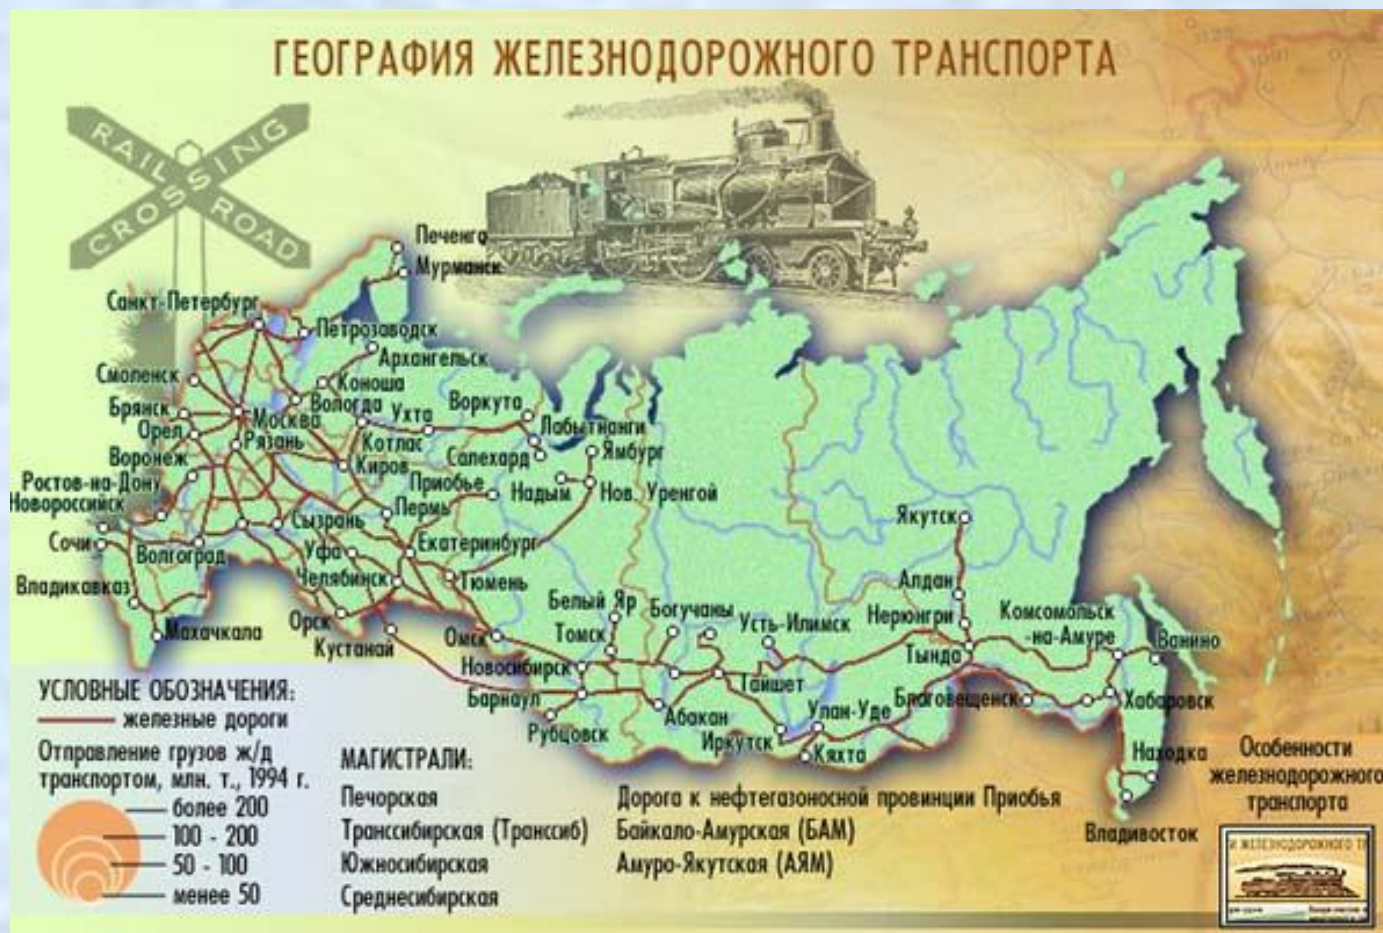 ГЕОГРАФИЯ ЖЕЛЕЗНОДОРОЖНОГО ТРАНСПОРТА
RAIL ROAD
CROSSING
Печенга
Мурманск
Санкт-Петербург
Петрозаводск
Архангельск
Смоленск
Коноша
Брянск
Москва
Вологда
Ухта
Воркута
Лабытнанги
Орел
Рязань
Котлас
Салехард
Ямбург
Воронеж
Киров
Приобье
Надым
Нов. Уренгой
Ростов-на-Дону
Новороссийск
Сызрань
Пермь
Якутск
Сочи
Волгоград
Уфа
Екатеринбург
Владикавказ
Челябинск
Тюмень
Алдан
Махачкала
Орск
Кустанай
Омск
Белый Яр
Томск
Богучаны
Усть-Илимск
Нерюнгри
Комсомольск
-на-Амуре
Ванино
Новосибирск
Тайшет
Тында
Барнаул
Рубцовск
Абакан
Иркутск
Улан-Удэ
Кяхта
Благовещенск
Хабаровск
Находка
Владивосток
УСЛОВНЫЕ ОБОЗНАЧЕНИЯ:
железные дороги
Отправление грузов ж/д
транспортом, млн. т., 1994 г.
более 200
100 - 200
50 - 100
менее 50
МАГИСТРАЛИ:
Печорская
Транссибирская (Транссиб)
Южносибирская
Среднесибирская
Дорога к нефтегазоносной провинции Приобья
Байкало-Амурская (БАМ)
Амуро-Якутская (АЯМ)
Особенности
железнодорожного
транспорта
И ЖЕЛЕЗНОДОРОЖНОГО ТР